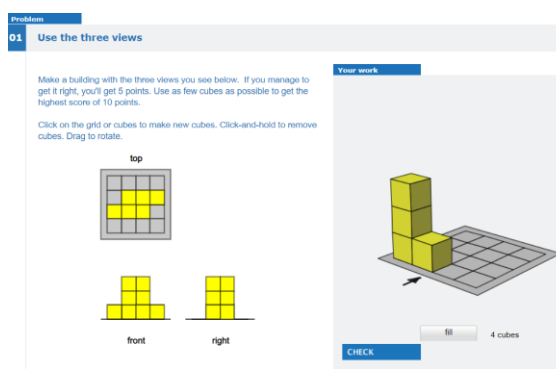 Problem
01 Use the three views
Make a building with the three views you see below. If you manage to
get it right, you'll get 5 points. Use as few cubes as possible to get the
highest score of 10 points.
Click on the grid or cubes to make new cubes. Click-and-hold to remove
cubes. Drag to rotate.
top
front right
Your work
fill 4 cubes
CHECK